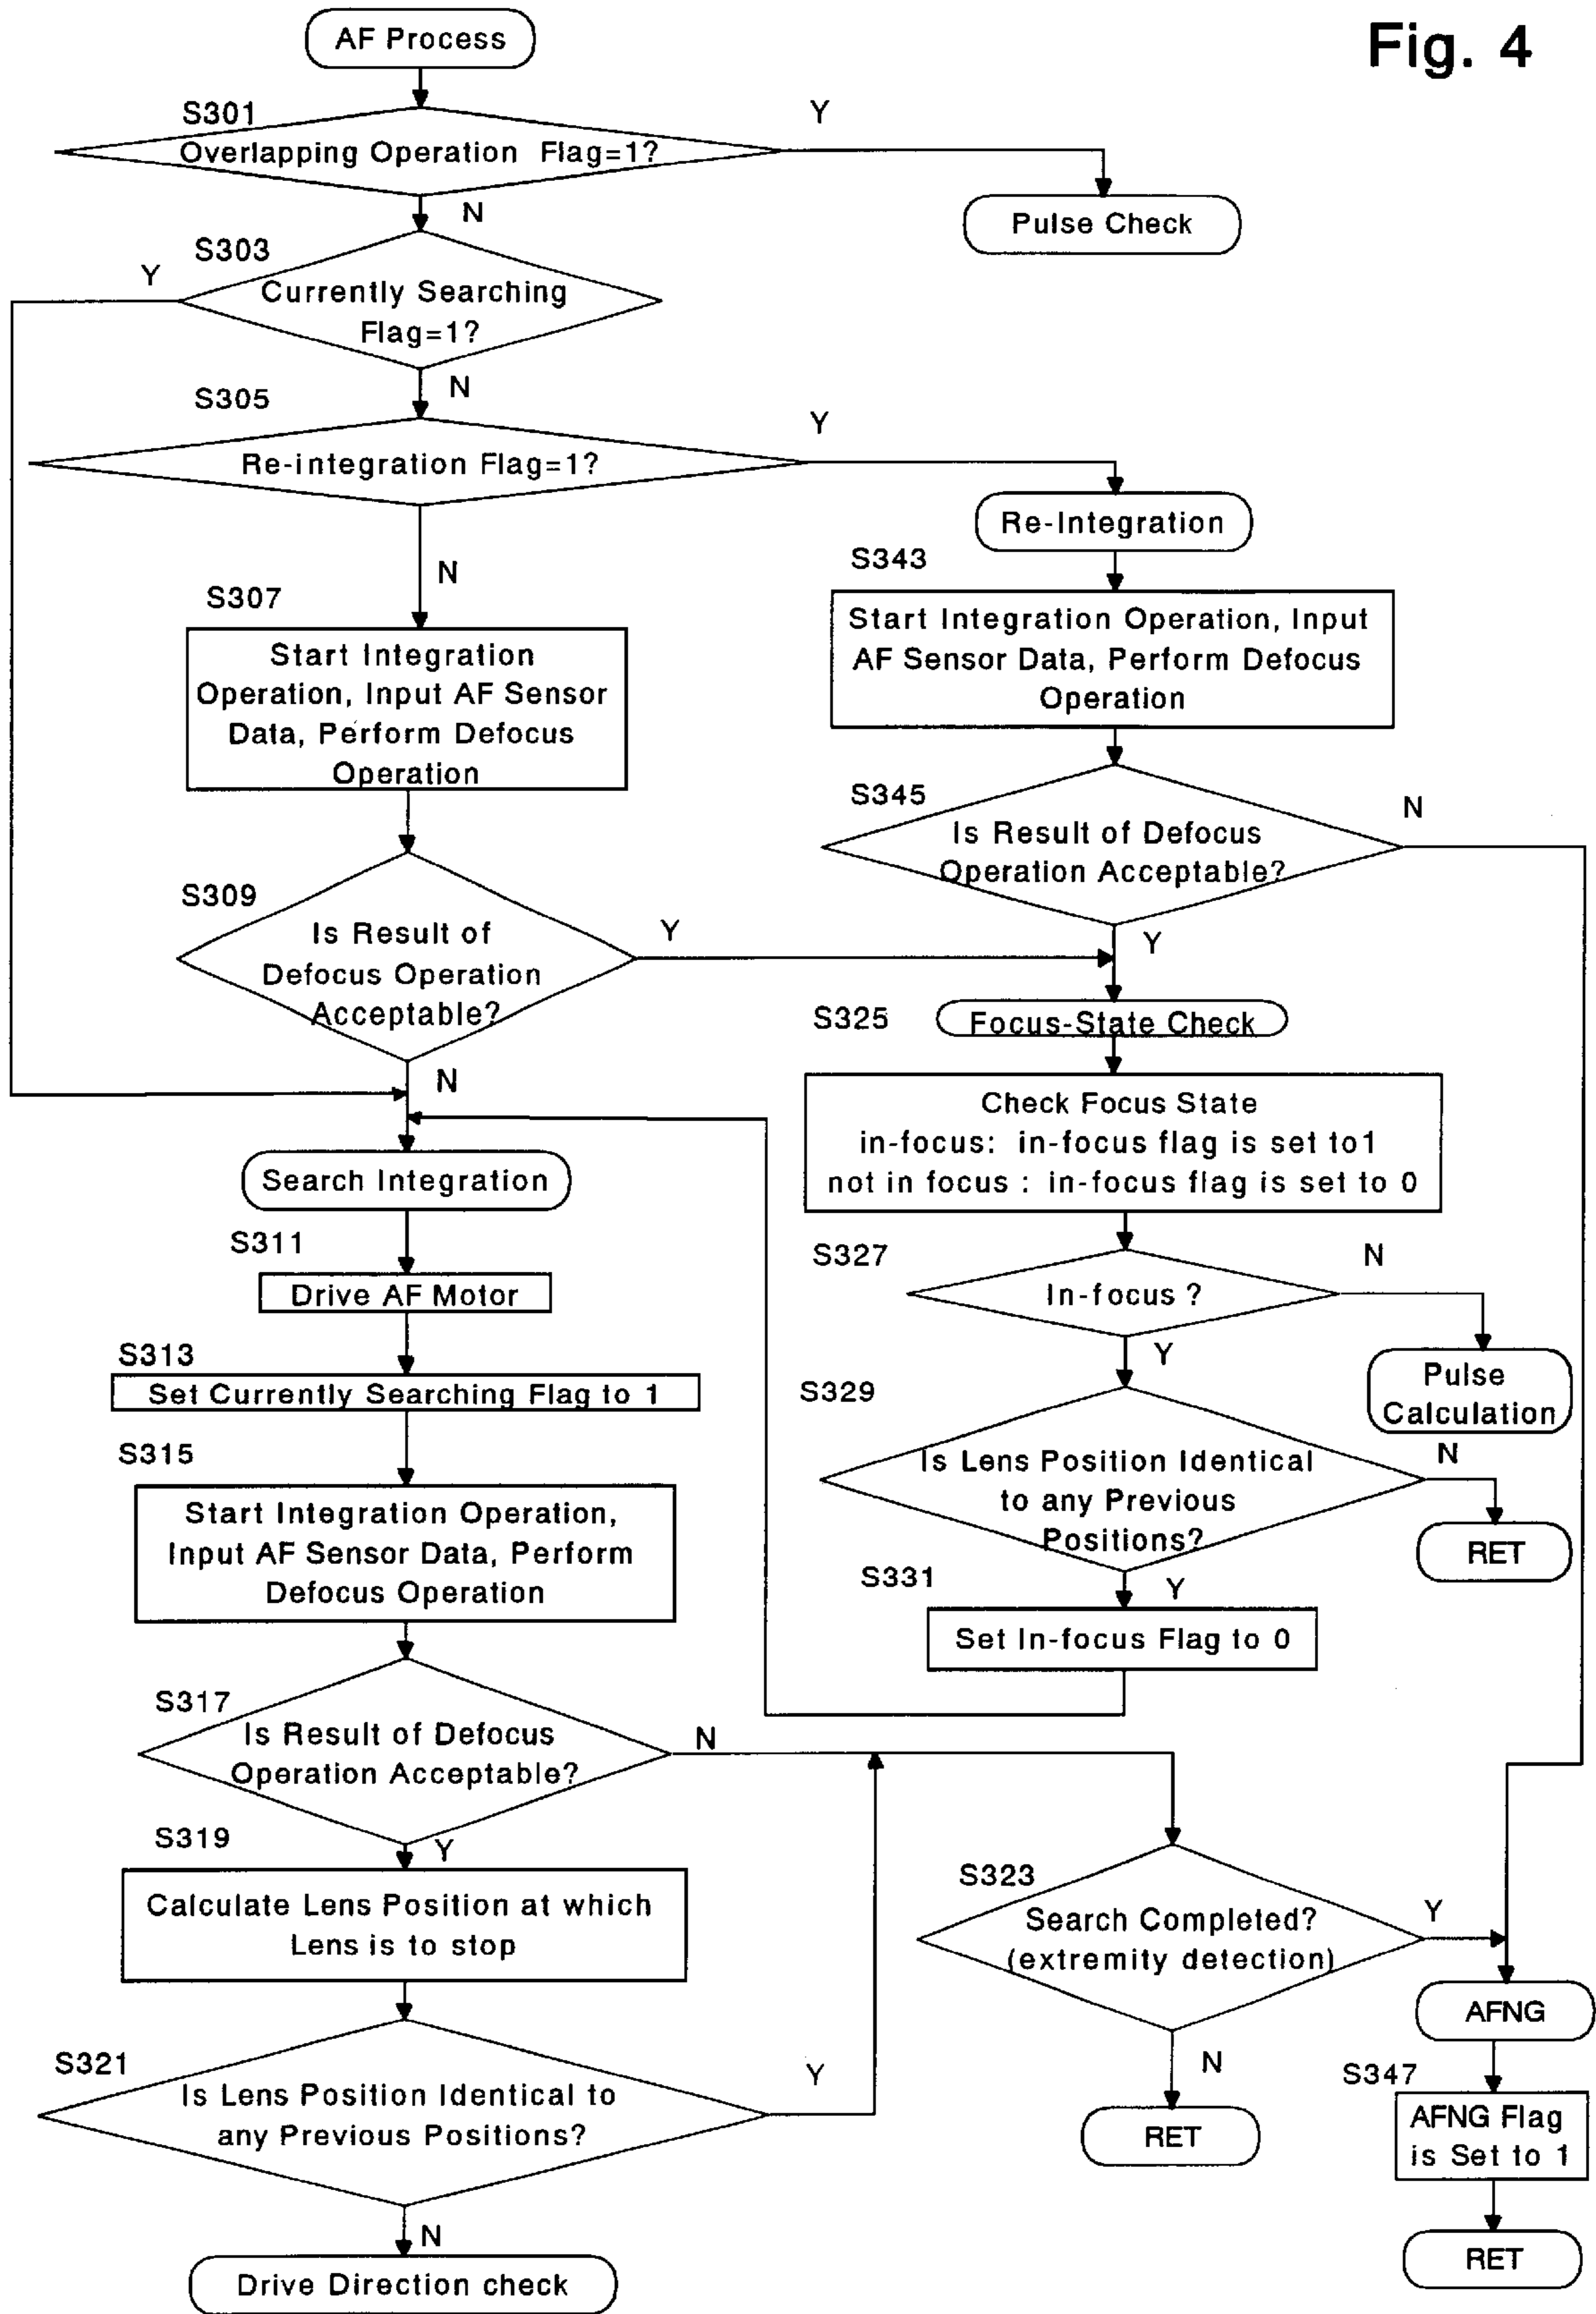 Fig. 4
AF Process
S301
Y
Overlapping Operation Flag=1?
N
Pulse Check
S303
Y
Currently Searching
Flag=1?
N
S305
Y
Re-integration Flag=1?
Re-Integration
N
S307
Start Integration
Operation, Input AF Sensor
Data, Perform Defocus
Operation
S343
Start Integration Operation, Input
AF Sensor Data, Perform Defocus
Operation
S345
N
Is Result of Defocus
Operation Acceptable?
Y
S309
Is Result of
Defocus Operation
Acceptable?
Y
N
S325
Focus-State Check
Check Focus State
in-focus: in-focus flag is set to1
not in focus : in-focus flag is set to 0
Search Integration
S311
Drive AF Motor
S313
Set Currently Searching Flag to 1
S315
Start Integration Operation,
Input AF Sensor Data, Perform
Defocus Operation
S327
N
In-focus ?
Y
Pulse
Calculation
S329
N
Is Lens Position Identical
to any Previous
Positions?
RET
S331
Y
Set In-focus Flag to 0
S317
N
Is Result of Defocus
Operation Acceptable?
Y
S319
Calculate Lens Position at which
Lens is to stop
S323
Y
Search Completed?
(extremity detection)
N
RET
AFNG
S347
AFNG Flag
is Set to 1
RET
S321
Y
Is Lens Position Identical to
any Previous Positions?
N
Drive Direction check